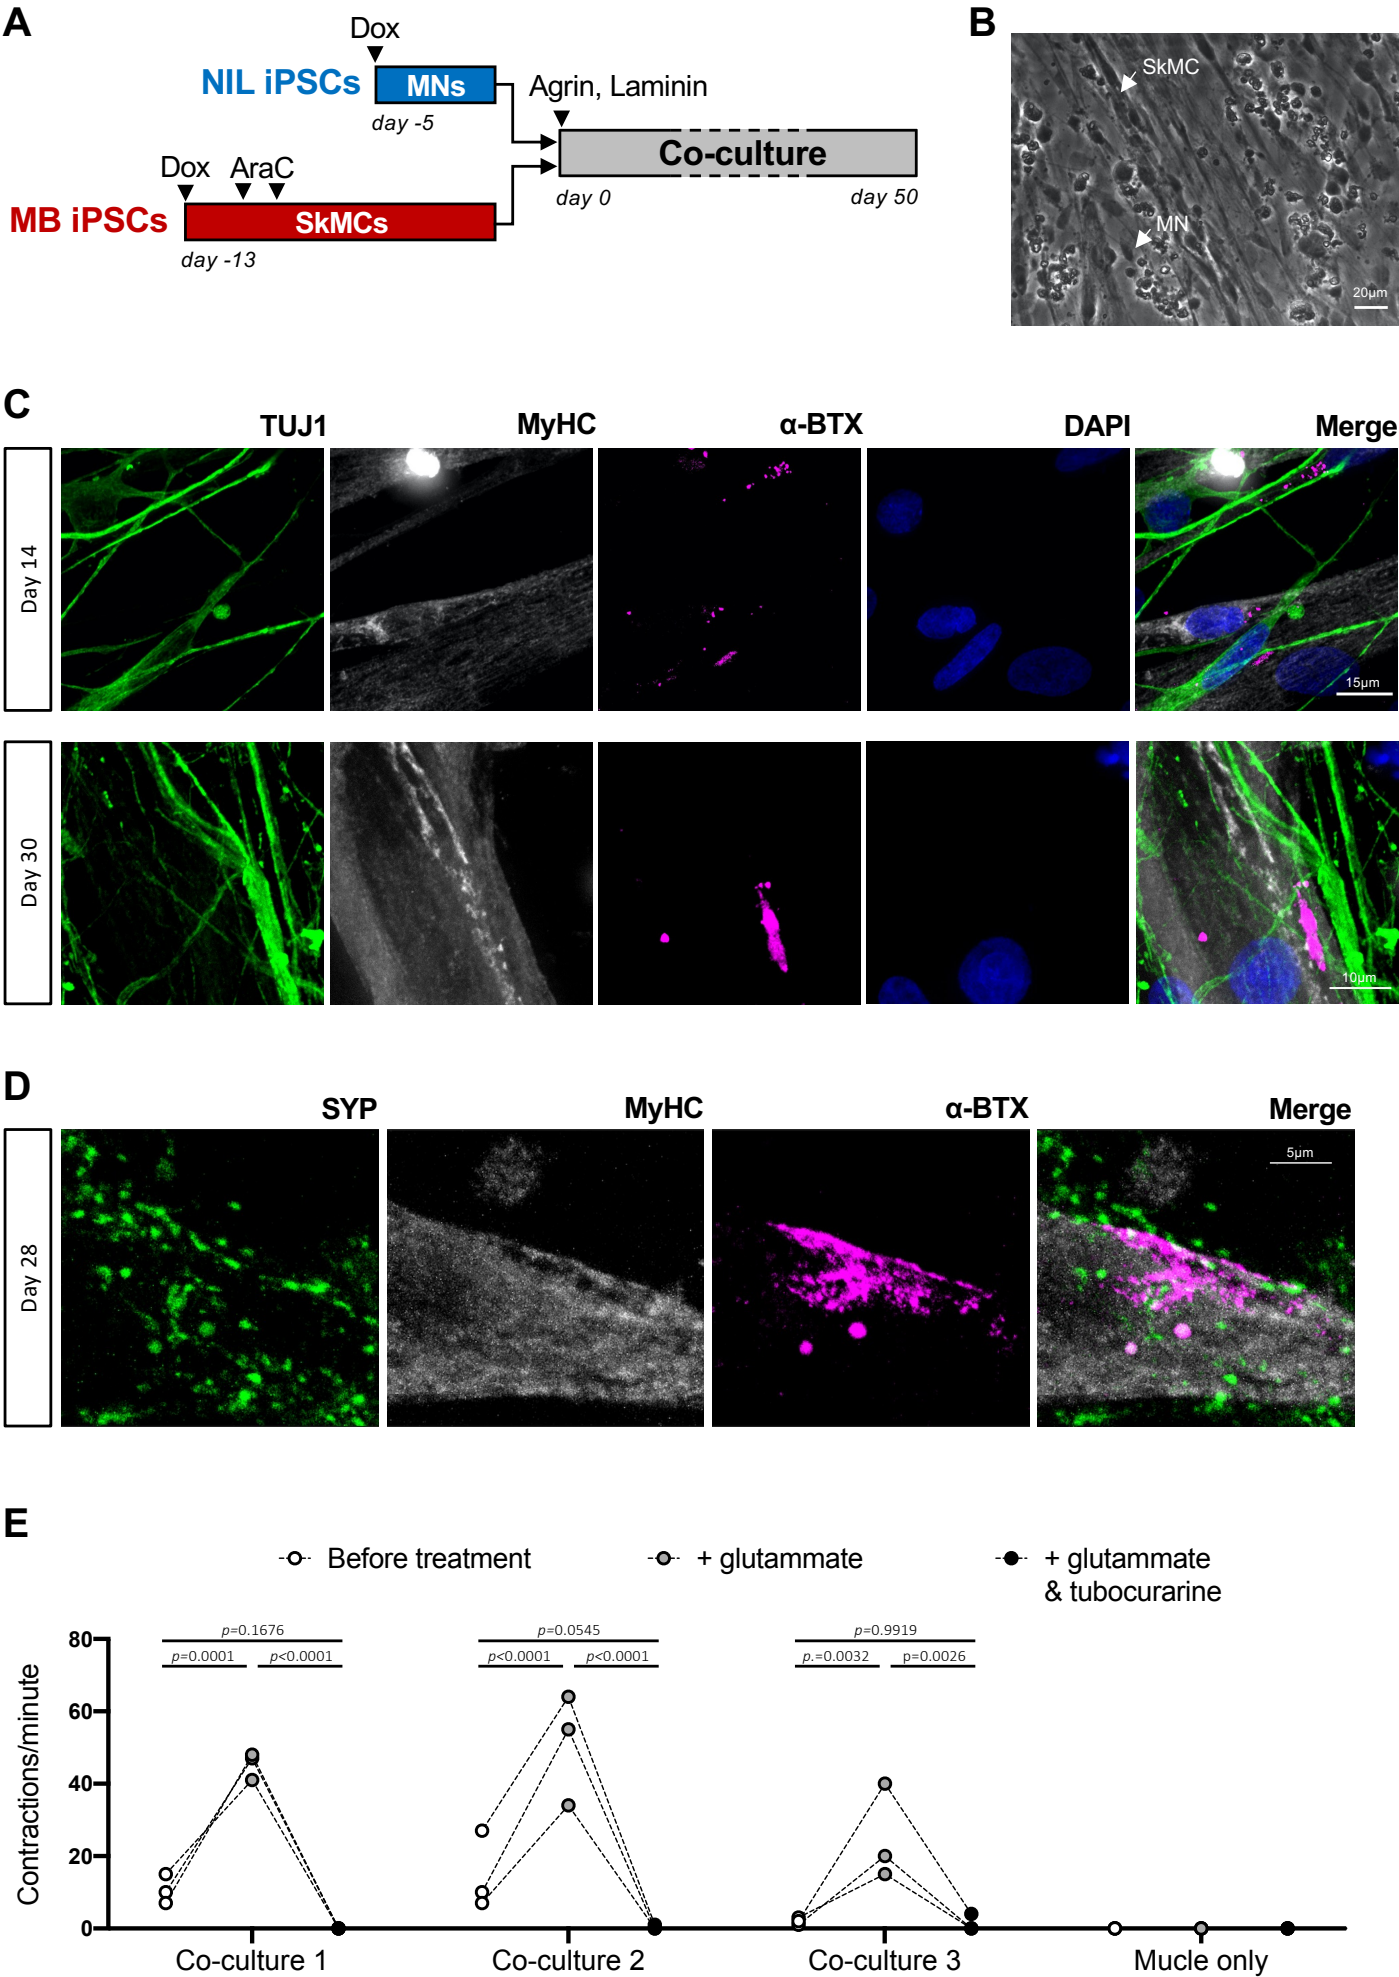 A
Dox
NIL iPSCs
MNs
day -5
Agrin, Laminin
Dox
AraC
MB iPSCs
SkMCs
day -13
Co-culture
day 0
day 50
B
SkMC
MN
20µm
C
TUJ1
MyHC
α-BTX
DAPI
Merge
Day 14
15µm
Day 30
10µm
D
SYP
MyHC
α-BTX
Merge
Day 28
5µm
E
Before treatment
+ glutammate
+ glutammate
& tubocurarine
Contractions/minute
80
60
40
20
0
p=0.1676
p=0.0001
p<0.0001
p=0.0545
p<0.0001
p<0.0001
p=0.9919
p.=0.0032
p=0.0026
Co-culture 1
Co-culture 2
Co-culture 3
Mucle only